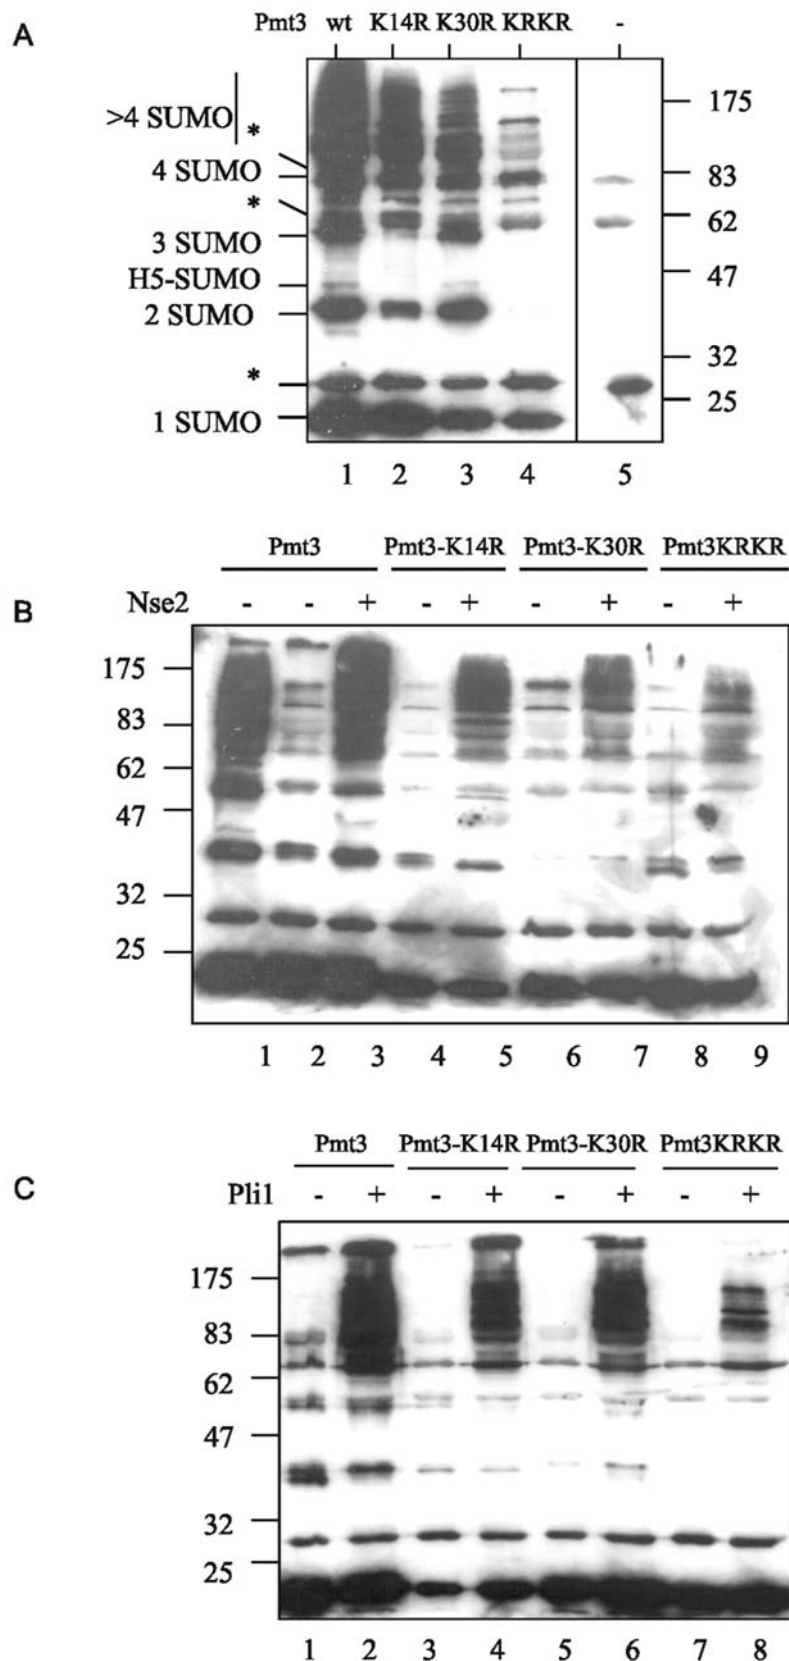 A
Pmt3 wt K14R K30R KRKR -
>4 SUMO
*
4 SUMO
*
3 SUMO
H5-SUMO
2 SUMO
*
1 SUMO
175
83
62
47
32
25
1 2 3 4 5
B
Pmt3 Pmt3-K14R Pmt3-K30R Pmt3KRKR
Nse2 - - + - + - + - +
175
83
62
47
32
25
1 2 3 4 5 6 7 8 9
C
Pmt3 Pmt3-K14R Pmt3-K30R Pmt3KRKR
Pli1 - + - + - + - +
175
83
62
47
32
25
1 2 3 4 5 6 7 8